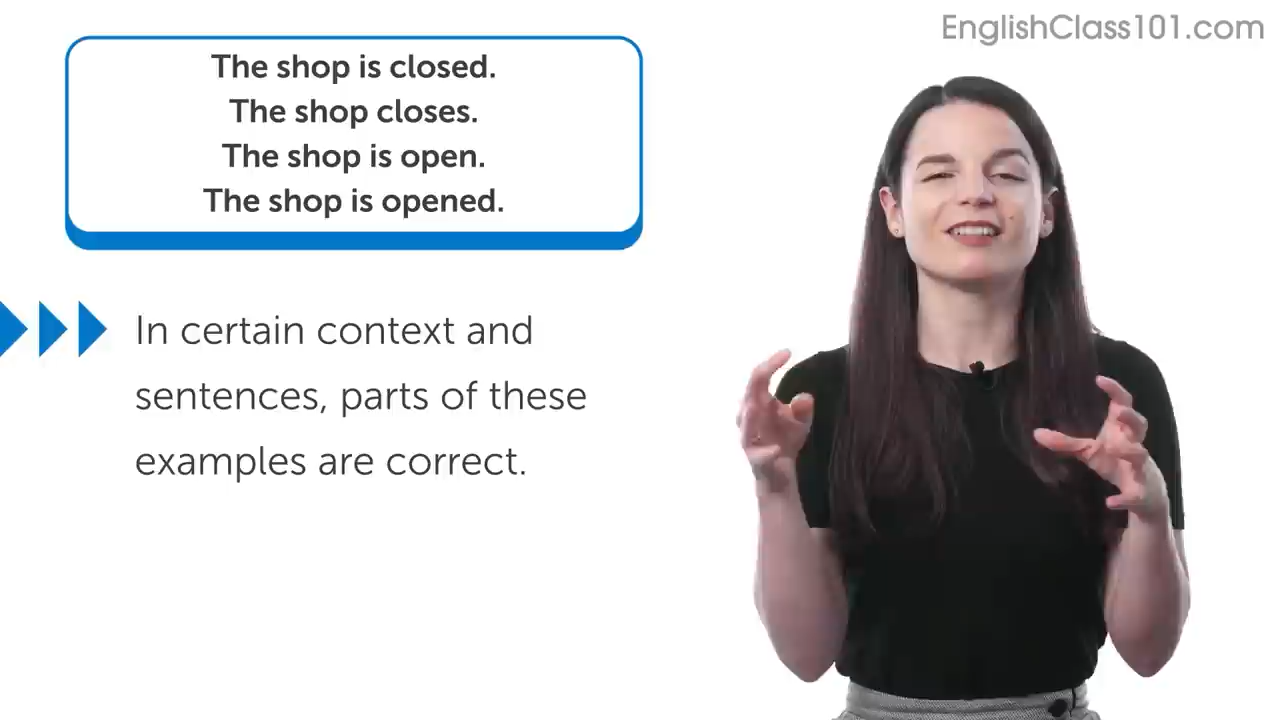 EnglishClass101.com
The shop is closed.
The shop closes.
The shop is open.
The shop is opened.
In certain context and
sentences, parts of these
examples are correct.